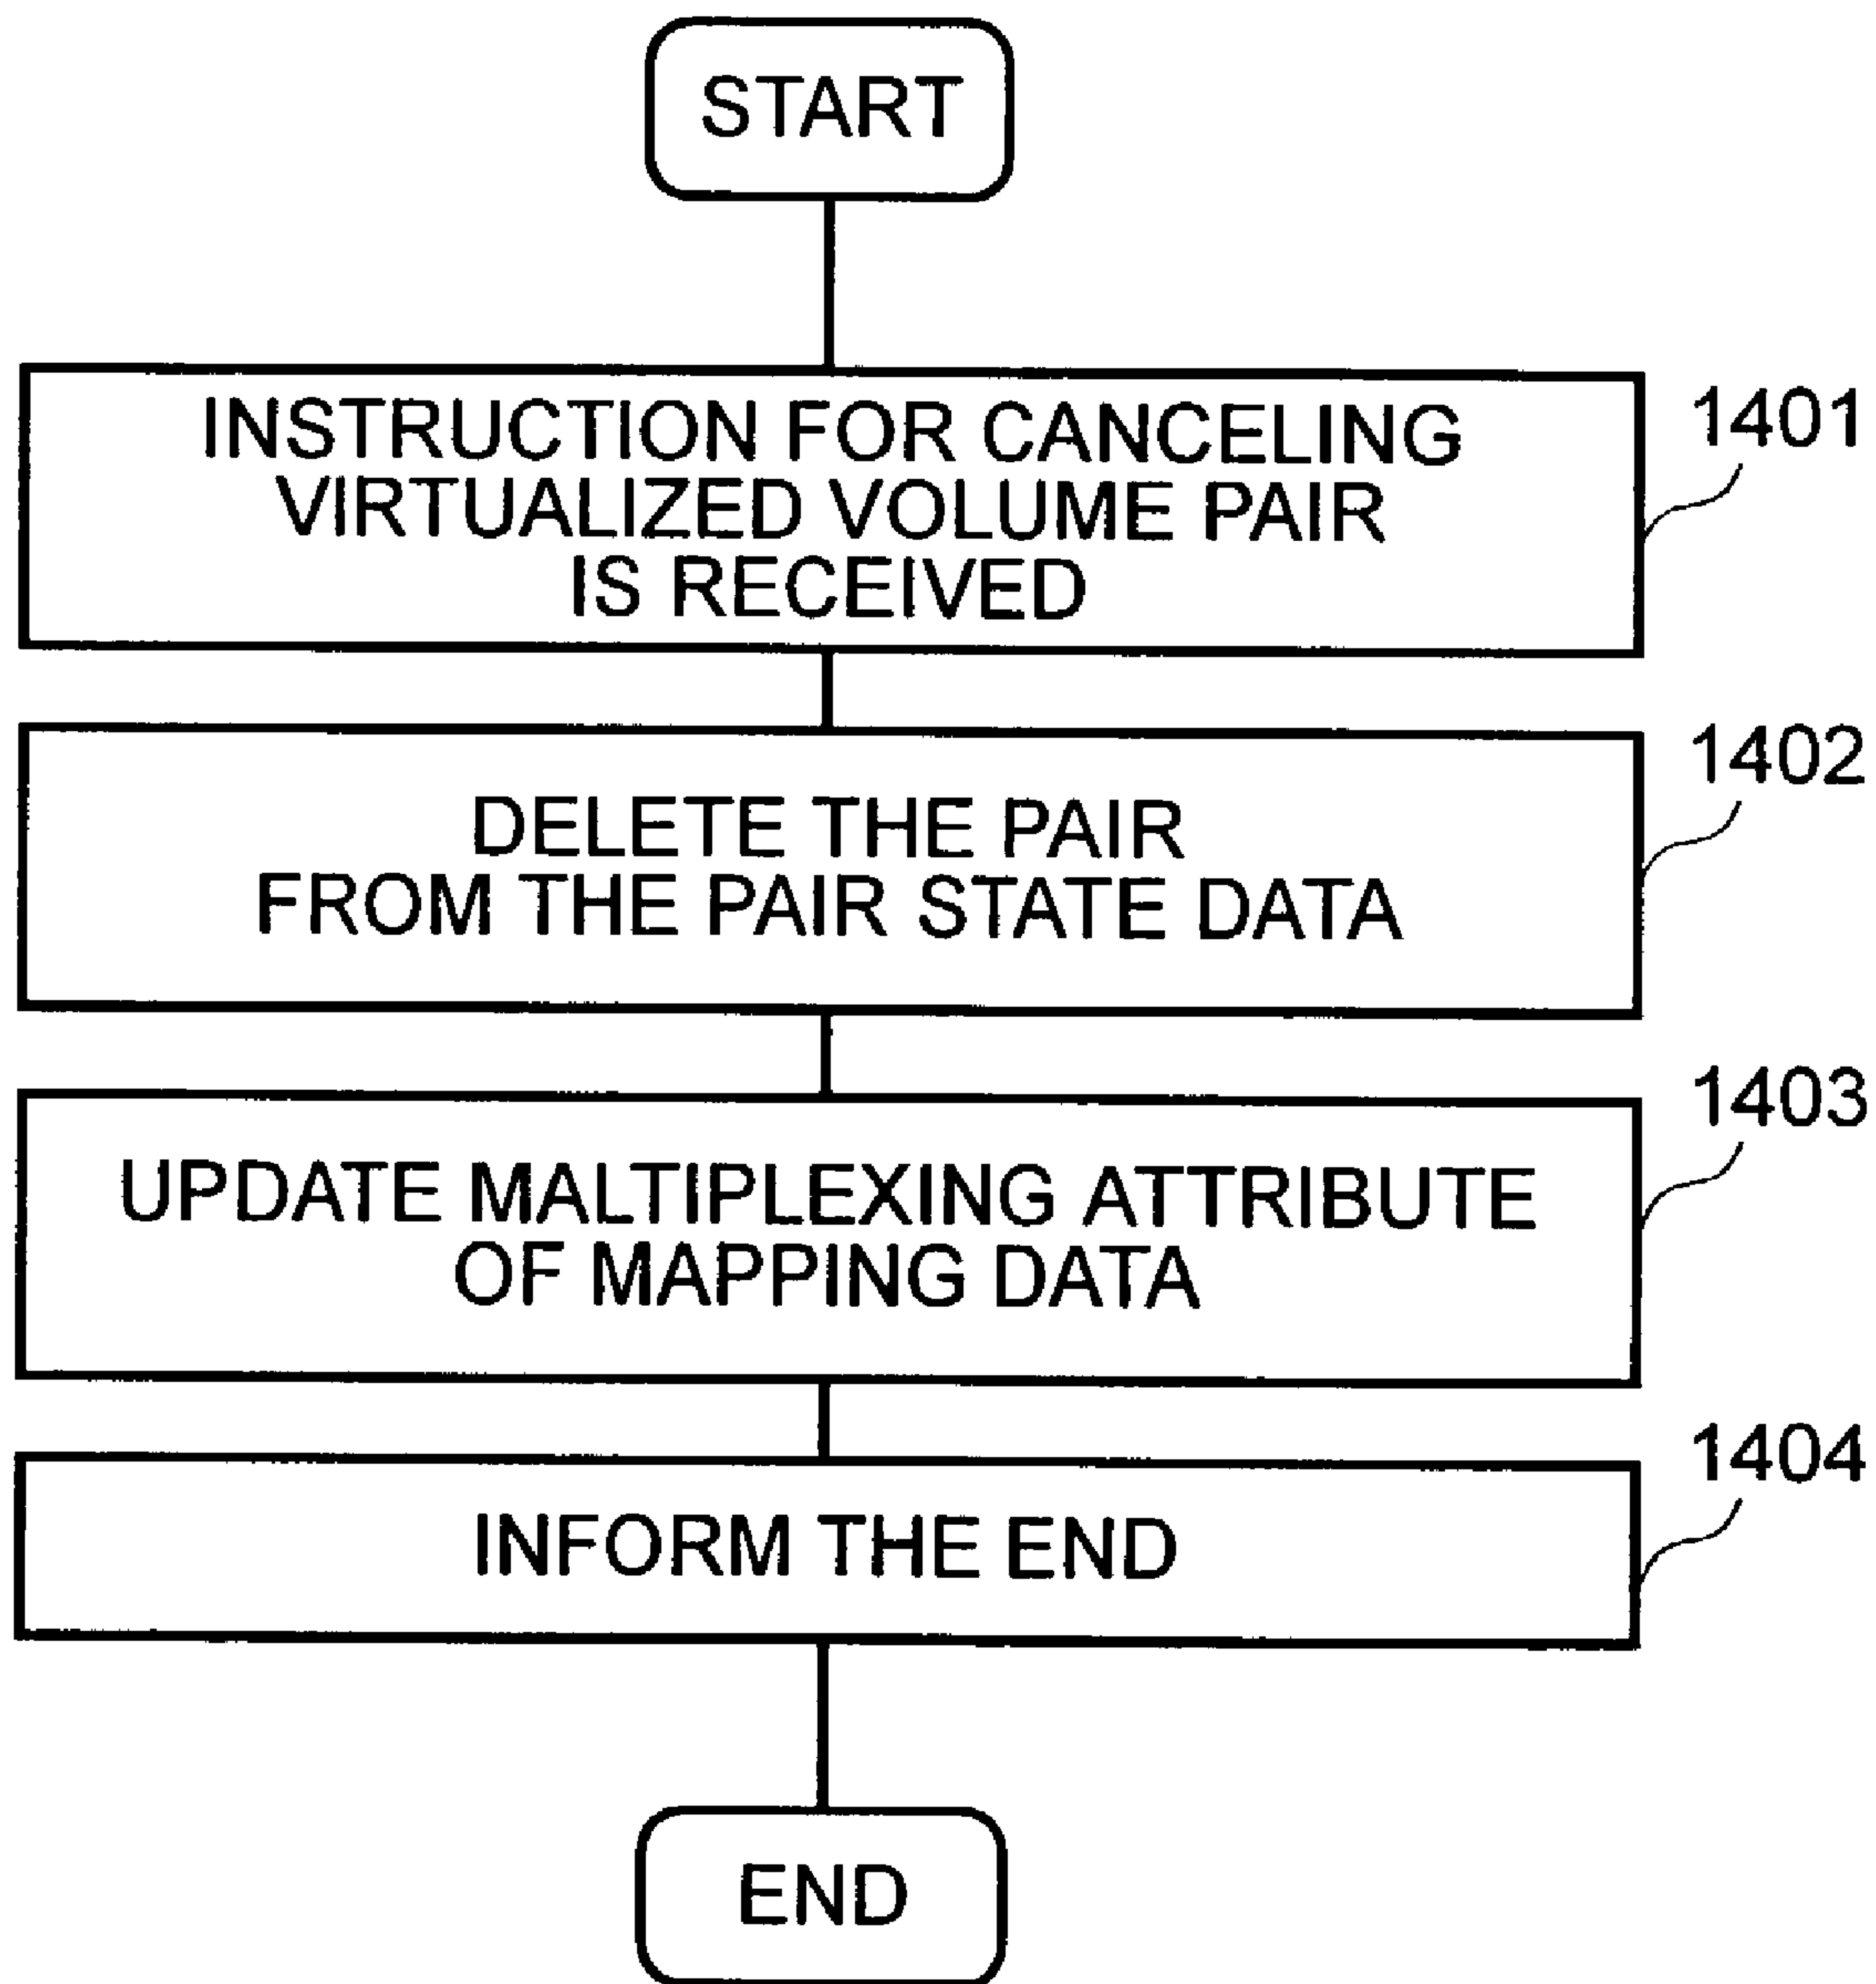 START
INSTRUCTION FOR CANCELING
VIRTUALIZED VOLUME PAIR
IS RECEIVED
1401
DELETE THE PAIR
FROM THE PAIR STATE DATA
1402
UPDATE MALTIPLEXING ATTRIBUTE
OF MAPPING DATA
1403
INFORM THE END
1404
END